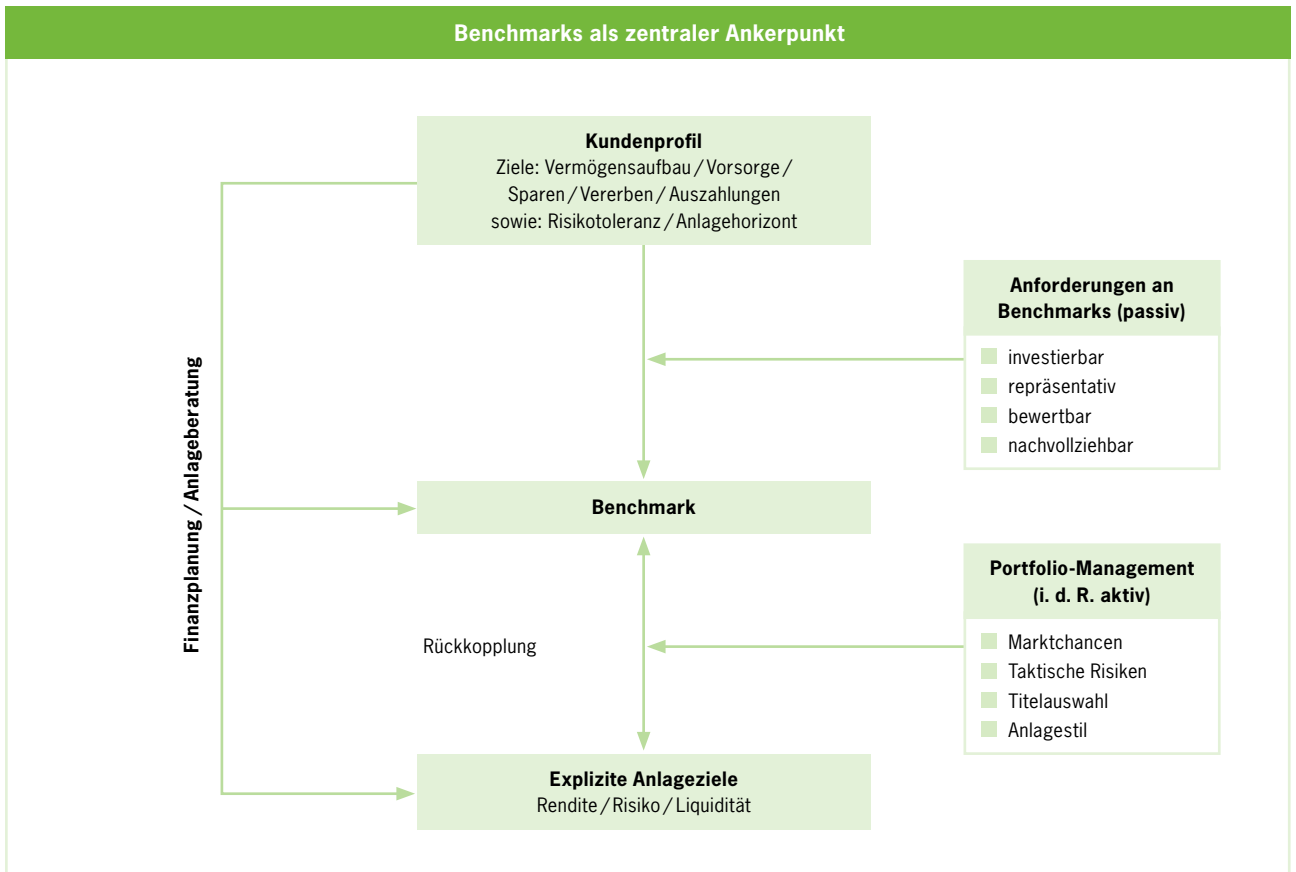 Benchmarks als zentraler Ankerpunkt
Kundenprofil
Ziele: Vermögensaufbau / Vorsorge /
Sparen / Vererben / Auszahlungen
sowie: Risikotoleranz / Anlagehorizont
Anforderungen an
Benchmarks (passiv)
investierbar
repräsentativ
bewertbar
nachvollziehbar
Finanzplanung / Anlageberatung
Benchmark
Portfolio-Management
(i. d. R. aktiv)
Marktchancen
Taktische Risiken
Titelauswahl
Anlagestil
Rückkopplung
Explizite Anlageziele
Rendite / Risiko / Liquidität